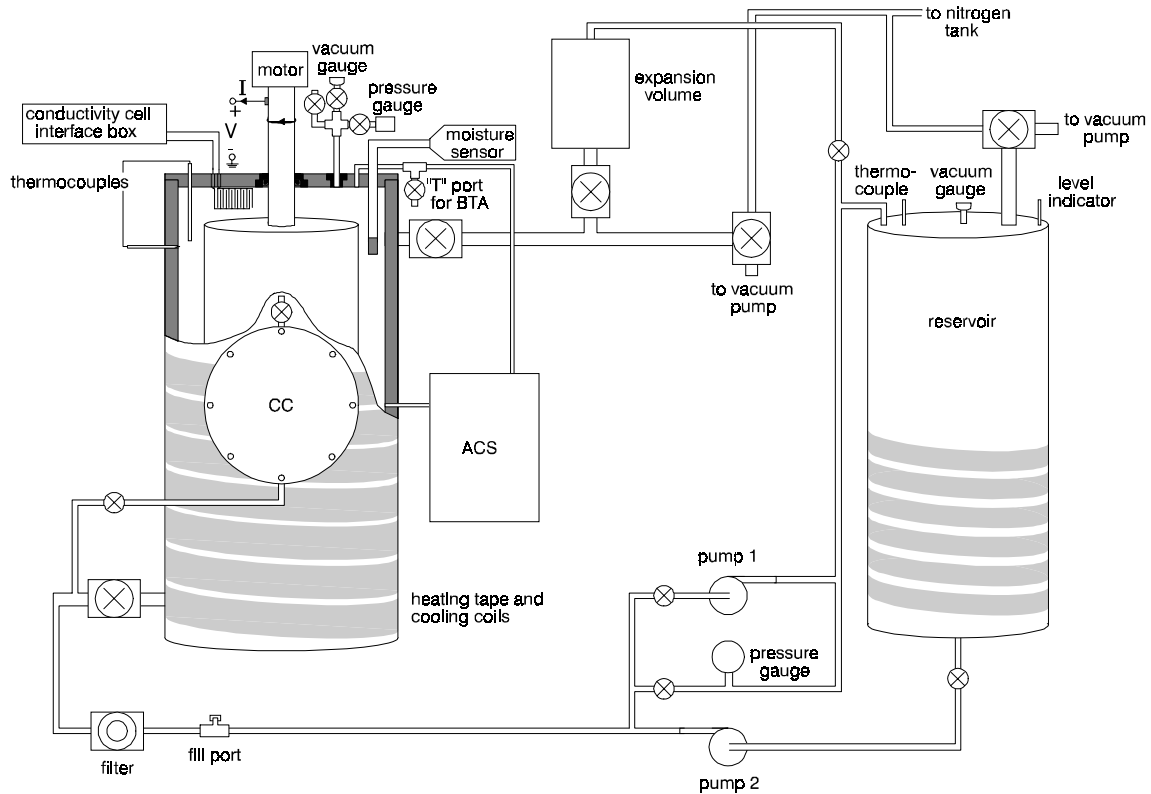 to nitrogen
tank
vacuum
gauge
motor
I
+
V
-
pressure
gauge
conductivity cell
interface box
moisture
sensor
expansion
volume
to vacuum
pump
thermocouples
"T" port
for BTA
thermo-
couple
vacuum
gauge
level
indicator
to vacuum
pump
reservoir
CC
ACS
heating tape and
cooling coils
pump 1
pressure
gauge
fill port
filter
pump 2